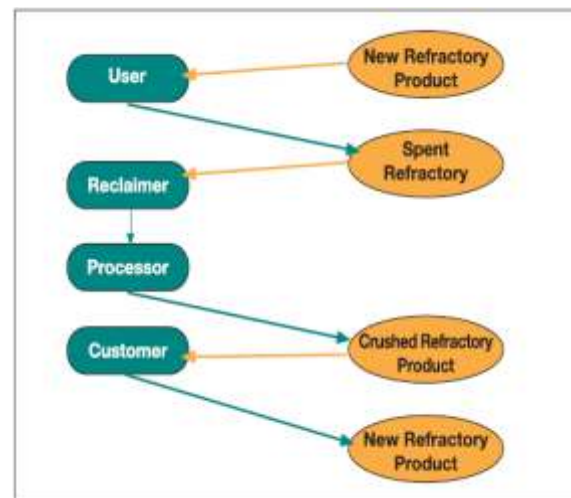 New Refractory
Product
User
Spent
Refractory
Reclaimer
Processor
Crushed Refractory
Product
Customer
New Refractory
Product